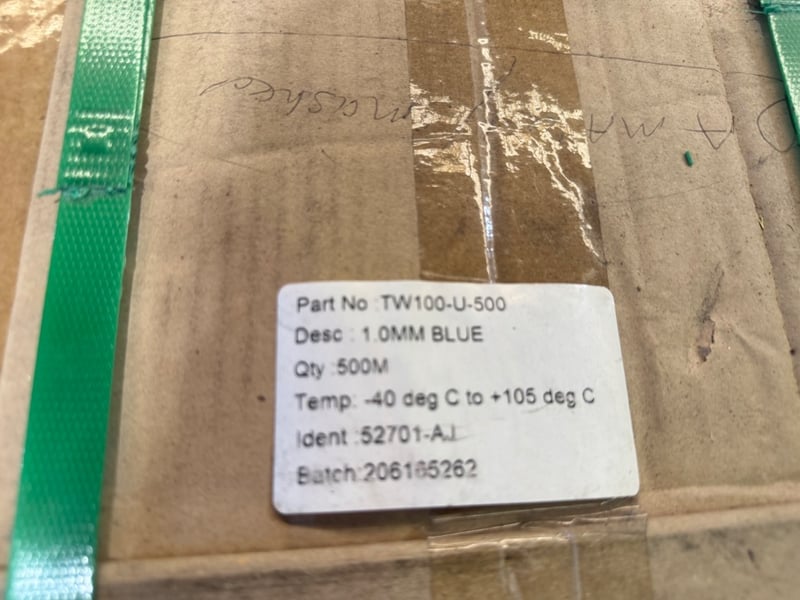 Part No :TW100-U-500
Desc : 1.0MM BLUE
Qty :500M
Temp: -40 deg C to +105 deg C
Ident :52701-AJ
Batch:206165262